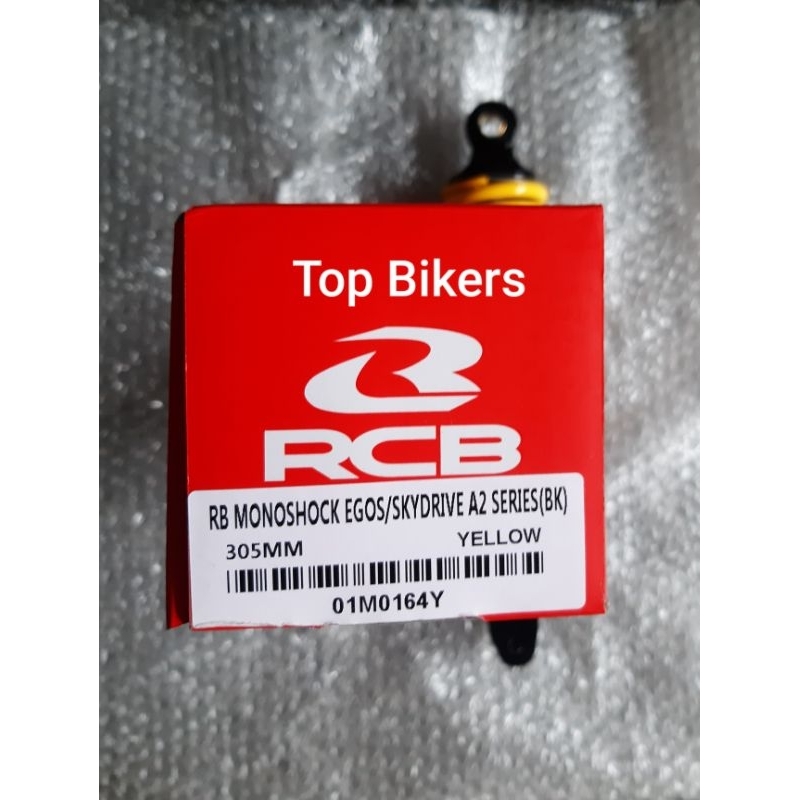 Top Bikers
RCB
RB MONOSHOCK EGOS/SKYDRIVE A2 SERIES(BK)
305MM YELLOW
01M0164Y